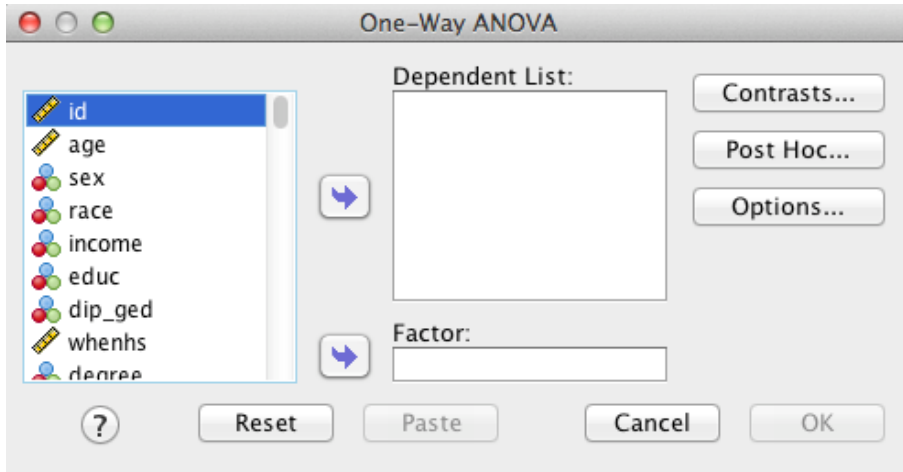 One-Way ANOVA
id
age
sex
race
income
educ
dip_ged
whenhs
degree
Dependent List:
Factor:
Contrasts...
Post Hoc...
Options...
?
Reset
Paste
Cancel
OK